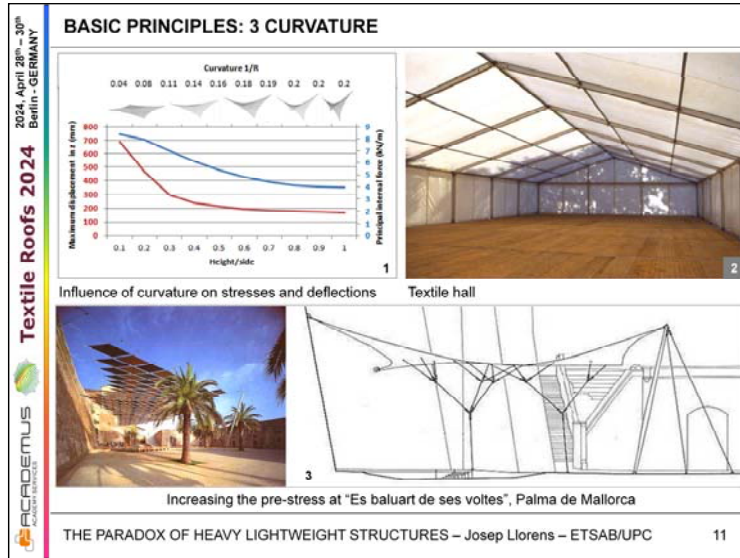 BASIC PRINCIPLES: 3 CURVATURE
2024, April 28th – 30th
Berlin - GERMANY
Textile Roofs 2024
ACADEMUS
ACADEMY SERVICES
Curvature 1/R
0.04 0.08 0.11 0.14 0.16 0.18 0.19 0.2 0.2 0.2
Maximum displacement in z (mm)
800
700
600
500
400
300
200
100
0
Principal internal force (kN/m)
9
8
7
6
5
4
3
2
1
0
0.1 0.2 0.3 0.4 0.5 0.6 0.7 0.8 0.9 1
Height/side
1
2
Influence of curvature on stresses and deflections
Textile hall
3
Increasing the pre-stress at “Es baluart de ses voltes”, Palma de Mallorca
THE PARADOX OF HEAVY LIGHTWEIGHT STRUCTURES – Josep Llorens – ETSAB/UPC
11